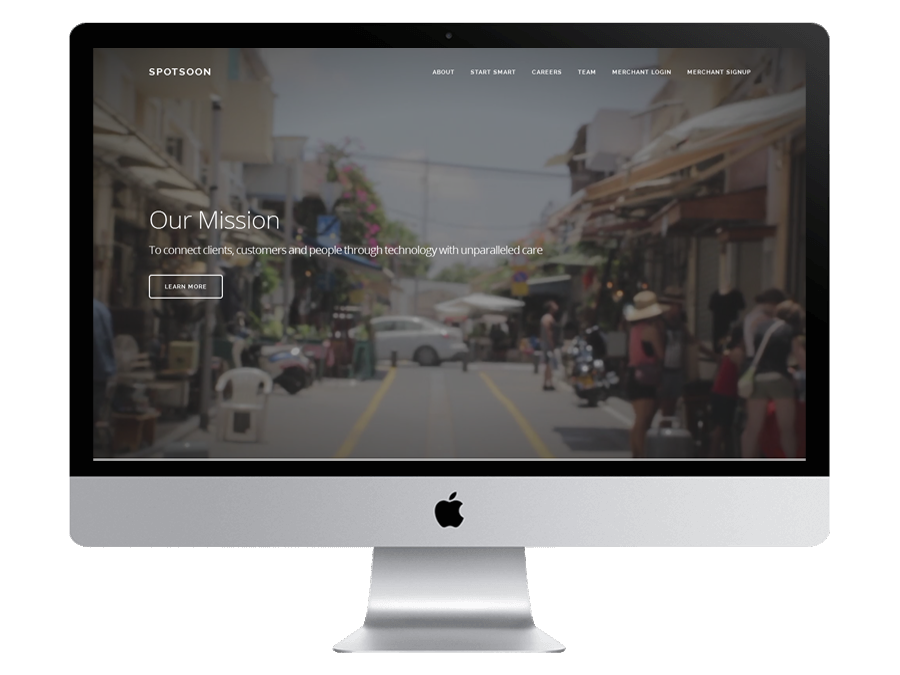 SPOTSOON
ABOUT START SMART CAREERS TEAM MERCHANT LOGIN MERCHANT SIGNUP
Our Mission
To connect clients, customers and people through technology with unparalleled care
LEARN MORE